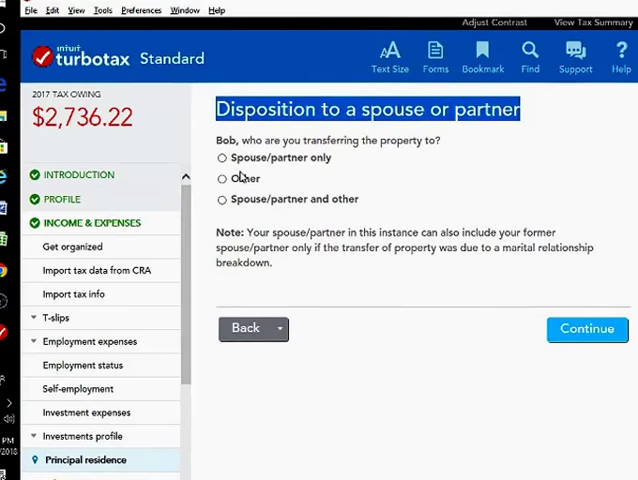 File Edit View Tools Preferences Window Help
Adjust Contrast View Tax Summary
intuit
turbotax Standard
Text Size Forms Bookmark Find Support Help
2017 TAX OWING
$2,736.22
INTRODUCTION
PROFILE
INCOME & EXPENSES
Get organized
Import tax data from CRA
Import tax info
T-slips
Employment expenses
Employment status
Self-employment
Investment expenses
Investments profile
Principal residence
Disposition to a spouse or partner
Bob, who are you transferring the property to?
Spouse/partner only
Other
Spouse/partner and other
Note: Your spouse/partner in this instance can also include your former
spouse/partner only if the transfer of property was due to a marital relationship
breakdown.
Back
Continue
PM
/2018